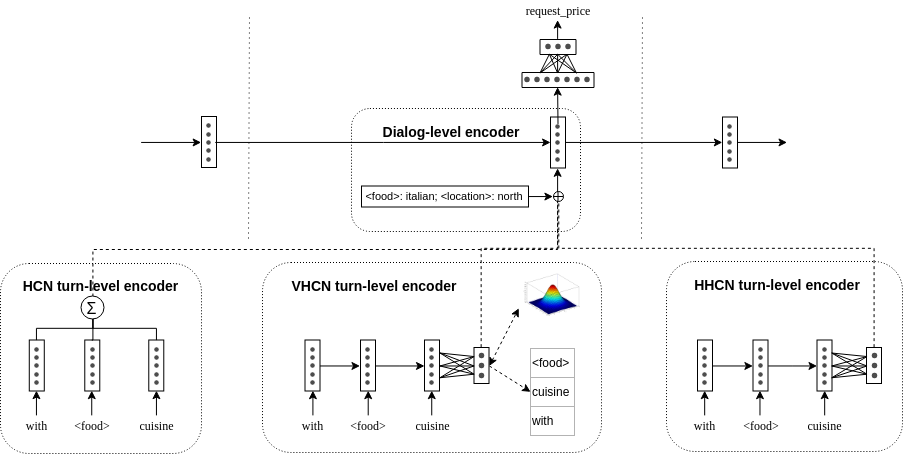 request_price
Dialog-level encoder
<food>: italian; <location>: north
HCN turn-level encoder
Σ
with <food> cuisine
VHCN turn-level encoder
<food>
cuisine
with
with <food> cuisine
HHCN turn-level encoder
with <food> cuisine